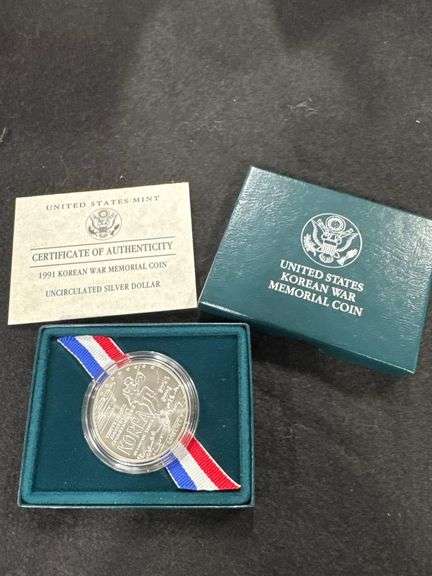 UNITED STATES MINT
CERTIFICATE OF AUTHENTICITY
1991 KOREAN WAR MEMORIAL COIN
UNCIRCULATED SILVER DOLLAR
UNITED STATES
KOREAN WAR
MEMORIAL COIN
KOREA